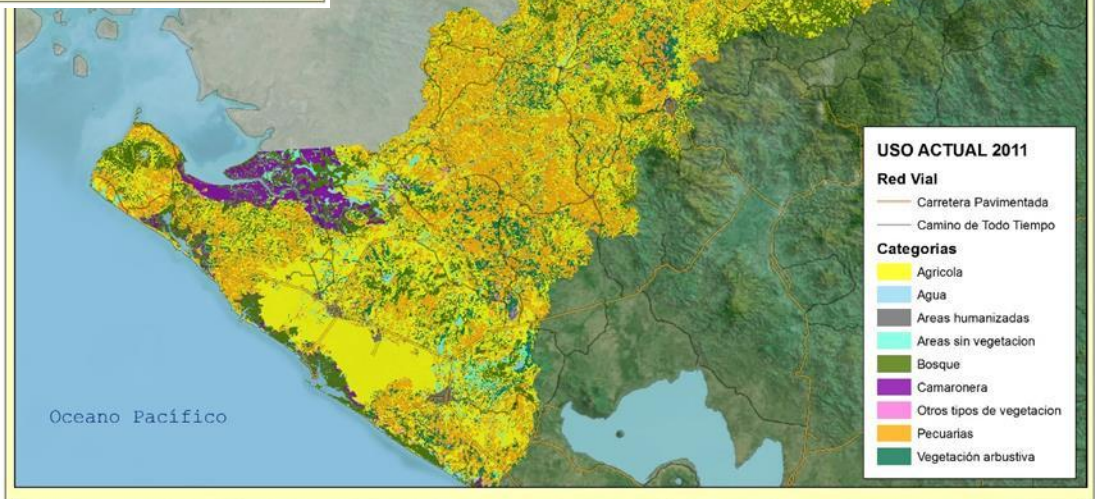 USO ACTUAL 2011
Red Vial
Carretera Pavimentada
Camino de Todo Tiempo
Categorias
Agricola
Agua
Areas humanizadas
Areas sin vegetacion
Bosque
Camaronera
Otros tipos de vegetacion
Pecuarias
Vegetación arbustiva
Oceano Pacífico